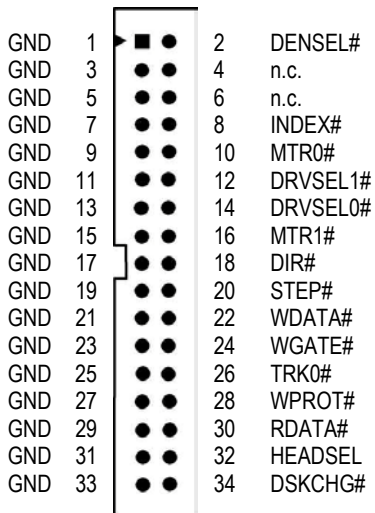 GND 1 2 DENSEL#
GND 3 4 n.c.
GND 5 6 n.c.
GND 7 8 INDEX#
GND 9 10 MTR0#
GND 11 12 DRVSEL1#
GND 13 14 DRVSEL0#
GND 15 16 MTR1#
GND 17 18 DIR#
GND 19 20 STEP#
GND 21 22 WDATA#
GND 23 24 WGATE#
GND 25 26 TRK0#
GND 27 28 WPROT#
GND 29 30 RDATA#
GND 31 32 HEADSEL
GND 33 34 DSKCHG#